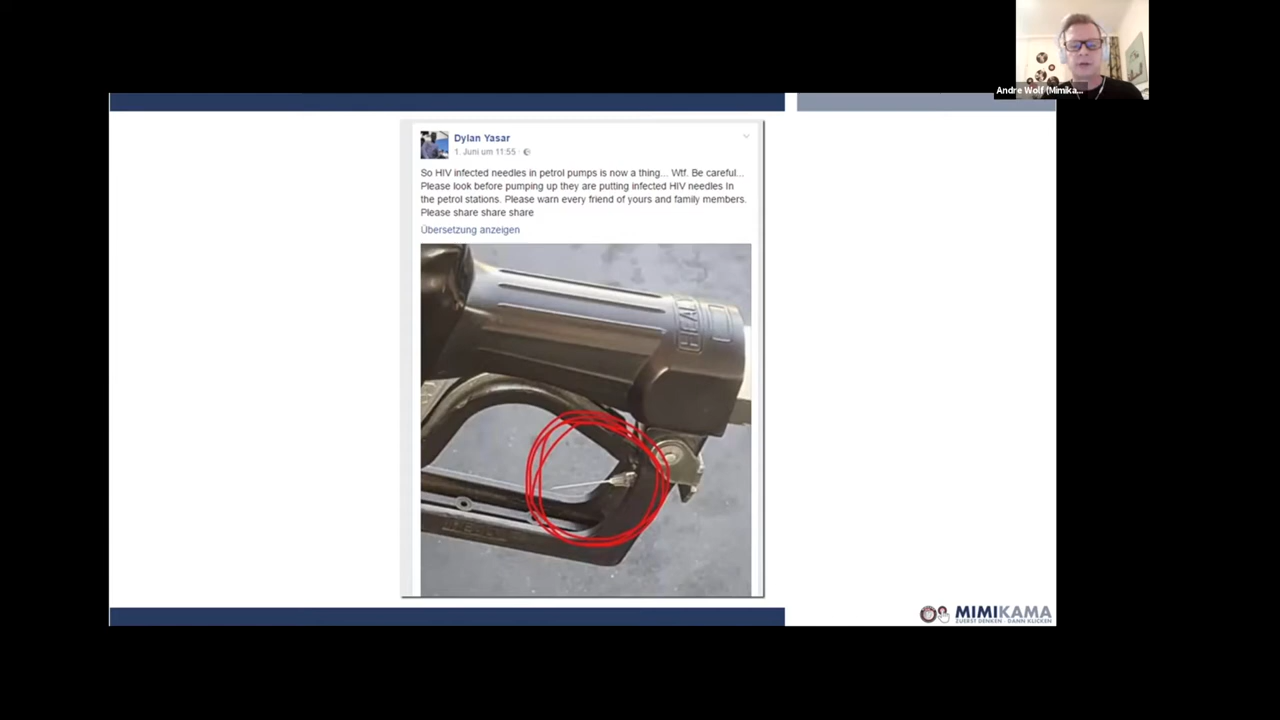 Andre Wolf (Mimika...
Dylan Yasar
1. Juni um 11:55
So HIV infected needles in petrol pumps is now a thing... Wtf. Be careful...
Please look before pumping up they are putting infected HIV needles In
the petrol stations. Please warn every friend of yours and family members.
Please share share share
Übersetzung anzeigen
MIMIKAMA
ZUERST DENKEN - DANN KLICKEN